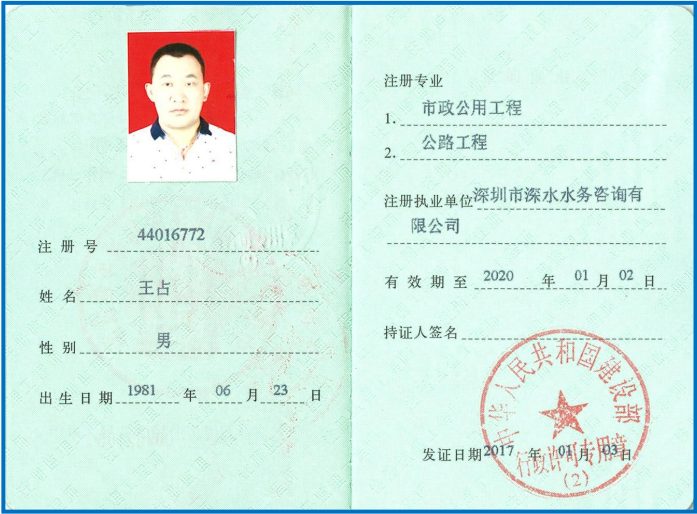 注册号 44016772
姓名 王占
性别 男
出生日期 1981 年 06 月 23 日
注册专业
1. 市政公用工程
2. 公路工程
注册执业单位 深圳市深水水务咨询有
限公司
有效期至 2020 年 01 月 02 日
持证人签名
中华人民共和国建设部
行政许可专用章
(2)
发证日期 2017 年 01 月 03 日